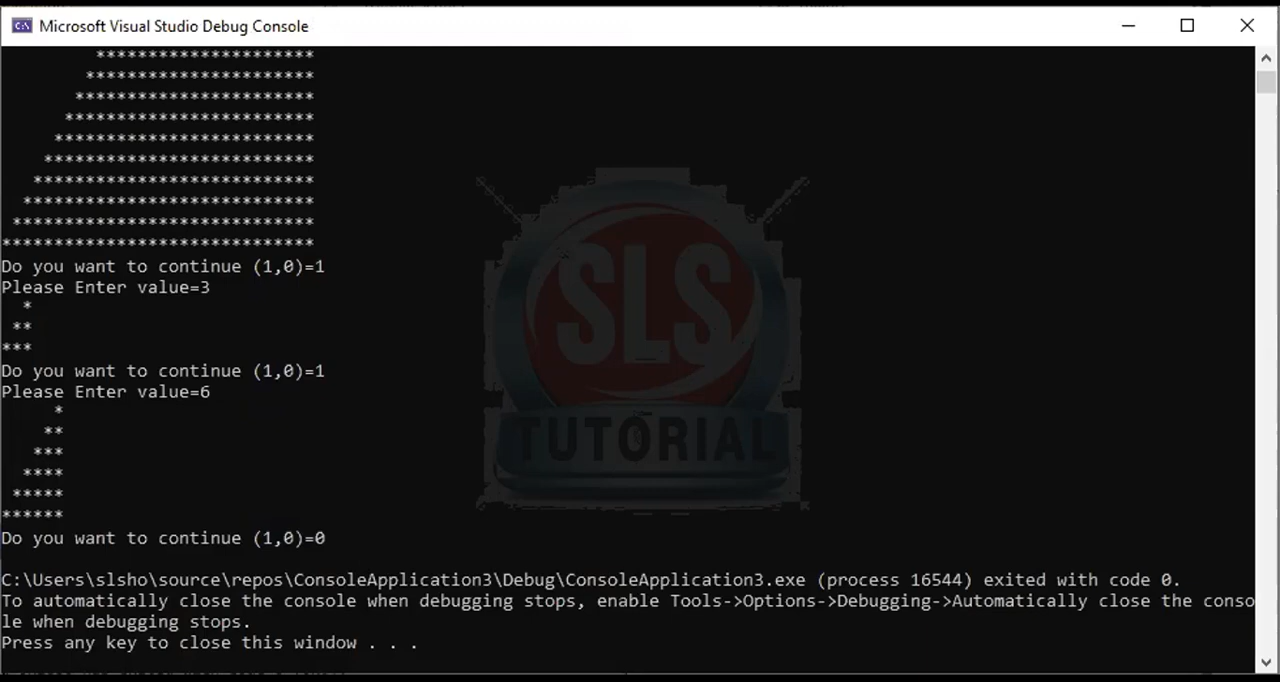 Microsoft Visual Studio Debug Console
         *********************
        **********************
       ***********************
      ************************
     *************************
    **************************
   ***************************
  ****************************
 *****************************
******************************
Do you want to continue (1,0)=1
Please Enter value=3
  *
 **
***
Do you want to continue (1,0)=1
Please Enter value=6
     *
    **
   ***
  ****
 *****
******
Do you want to continue (1,0)=0
C:\Users\slsho\source\repos\ConsoleApplication3\Debug\ConsoleApplication3.exe (process 16544) exited with code 0.
To automatically close the console when debugging stops, enable Tools->Options->Debugging->Automatically close the conso
le when debugging stops.
Press any key to close this window . . .
SLS
TUTORIAL